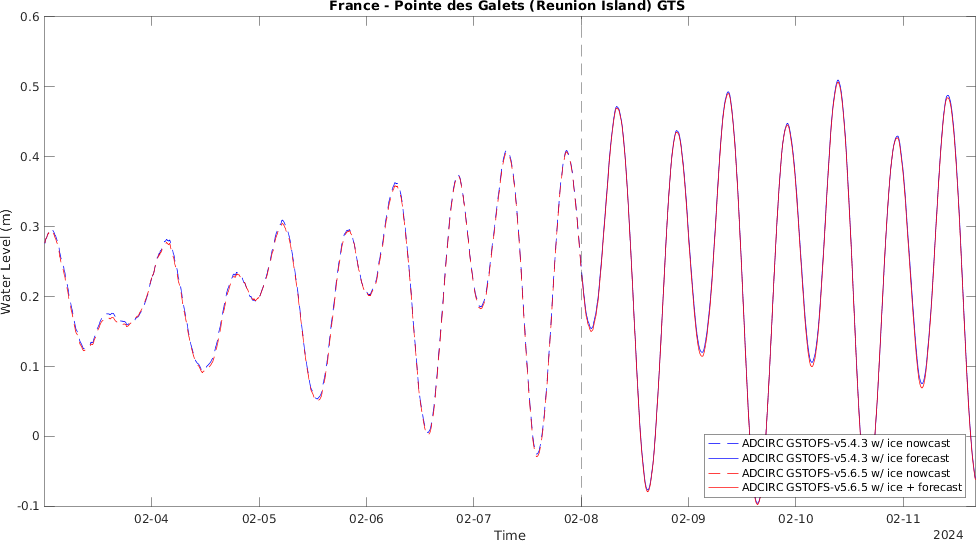 France - Pointe des Galets (Reunion Island) GTS
0.6
0.5
0.4
0.3
0.2
0.1
0
-0.1
Water Level (m)
02-04 02-05 02-06 02-07 02-08 02-09 02-10 02-11
Time
2024
ADCIRC GSTOFS-v5.4.3 w/ ice nowcast
ADCIRC GSTOFS-v5.4.3 w/ ice forecast
ADCIRC GSTOFS-v5.6.5 w/ ice nowcast
ADCIRC GSTOFS-v5.6.5 w/ ice + forecast